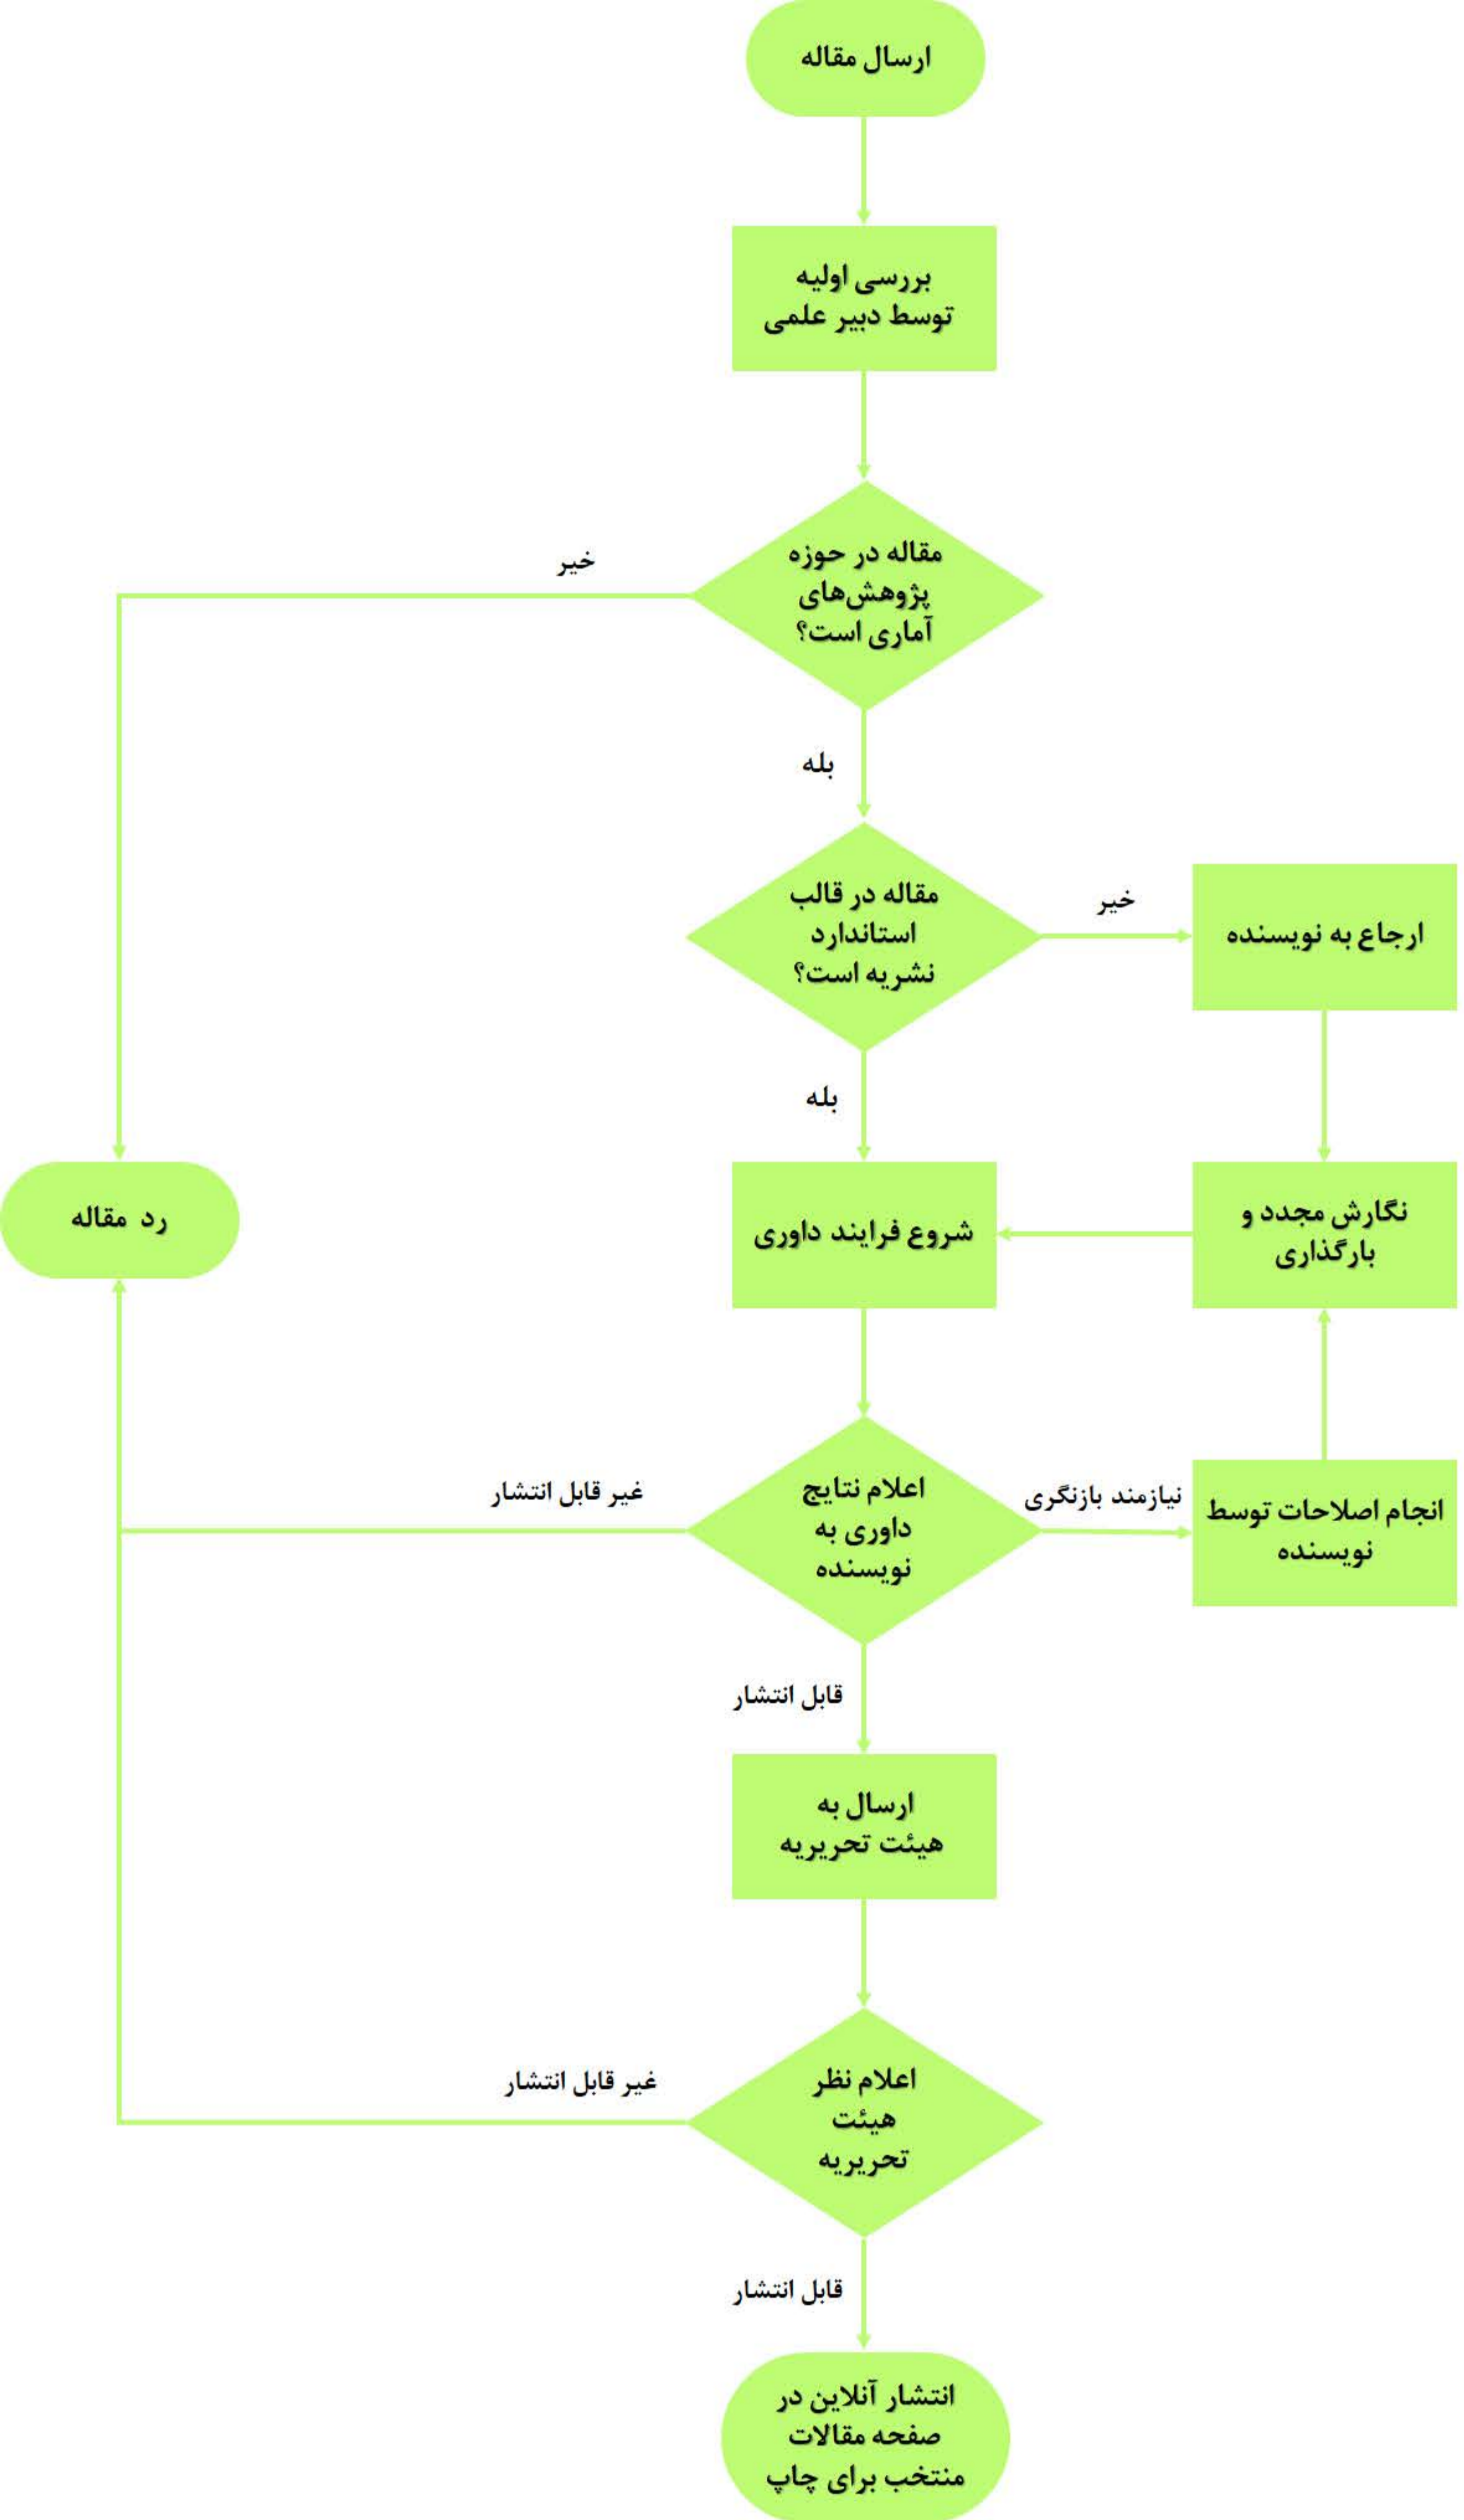 ارسال مقاله
بررسی اولیه
توسط دبیر علمی
مقاله در حوزه
پژوهش‌های
آماری است؟
خیر
بله
مقاله در قالب
استاندارد
نشریه است؟
خیر
ارجاع به نویسنده
بله
رد مقاله
شروع فرایند داوری
نگارش مجدد و
بارگذاری
اعلام نتایج
داوری به
نویسنده
غیر قابل انتشار
نیازمند بازنگری
انجام اصلاحات توسط
نویسنده
قابل انتشار
ارسال به
هیئت تحریریه
اعلام نظر
هیئت
تحریریه
غیر قابل انتشار
قابل انتشار
انتشار آنلاین در
صفحه مقالات
منتخب برای چاپ